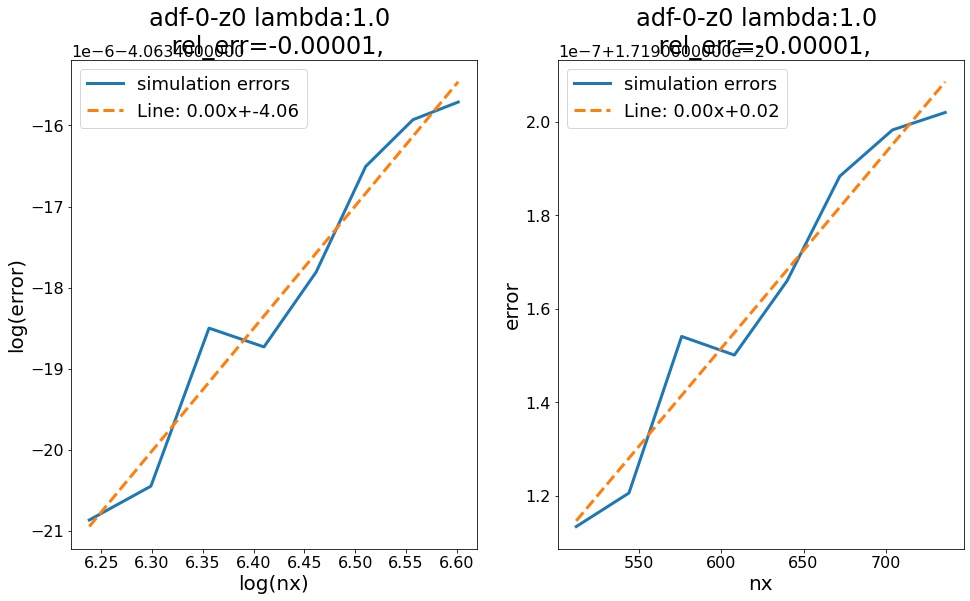 adf-0-z0 lambda:1.0
rel_err=-0.00001,
1e−6−4.0634000000
simulation errors
Line: 0.00x+-4.06
−16
−17
−18
−19
−20
−21
log(error)
6.25 6.30 6.35 6.40 6.45 6.50 6.55 6.60
log(nx)
adf-0-z0 lambda:1.0
rel_err=-0.00001,
1e−7+1.7190000000e−2
simulation errors
Line: 0.00x+0.02
2.0
1.8
1.6
1.4
1.2
error
550 600 650 700
nx